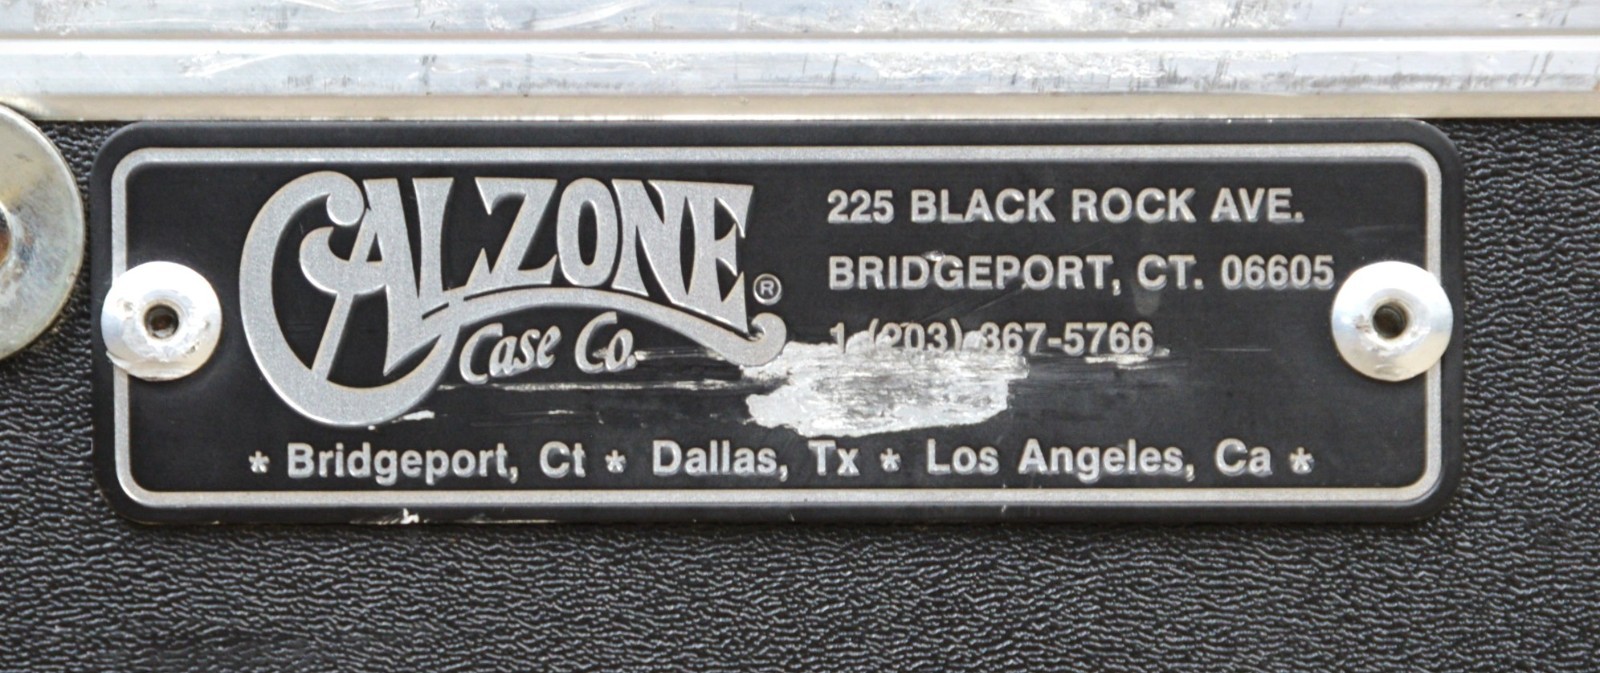 CALZONE®
Case Co.
225 BLACK ROCK AVE.
BRIDGEPORT, CT. 06605
1 (203) 367-5766
* Bridgeport, Ct * Dallas, Tx * Los Angeles, Ca *